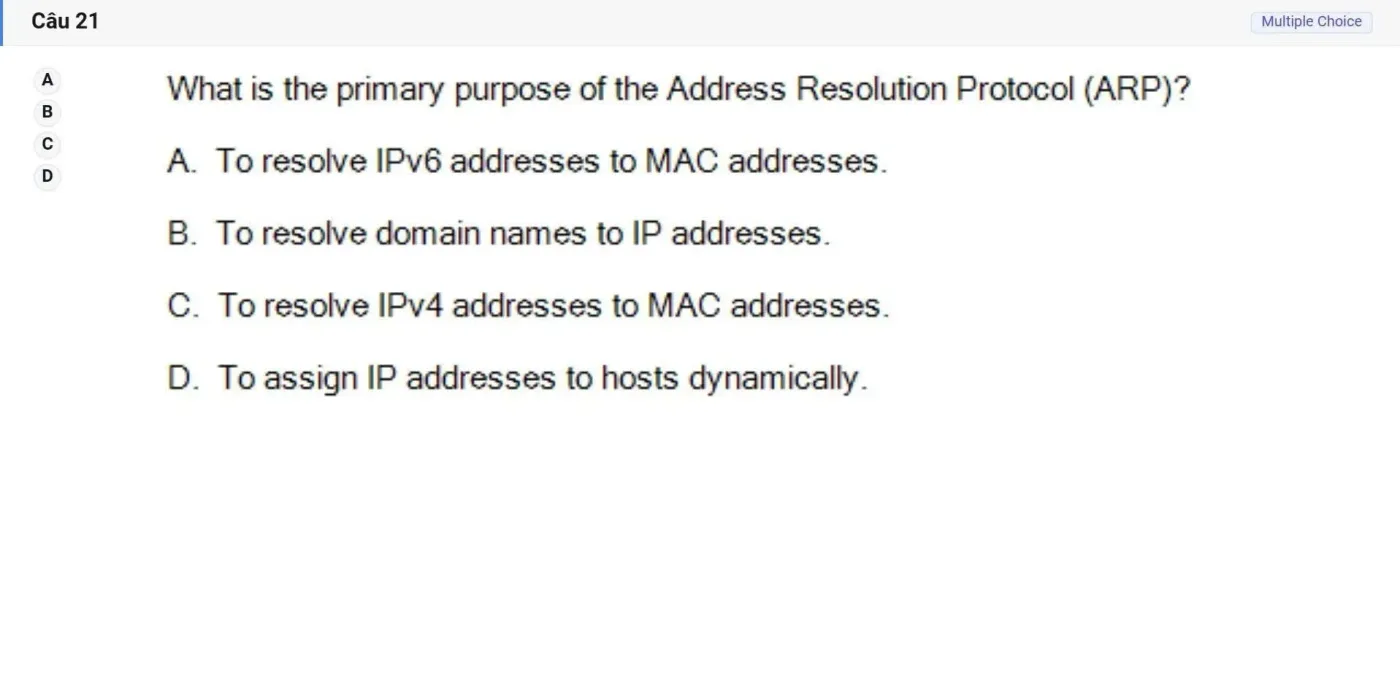 Câu 21
Multiple Choice
A
B
C
D
What is the primary purpose of the Address Resolution Protocol (ARP)?
A. To resolve IPv6 addresses to MAC addresses.
B. To resolve domain names to IP addresses.
C. To resolve IPv4 addresses to MAC addresses.
D. To assign IP addresses to hosts dynamically.